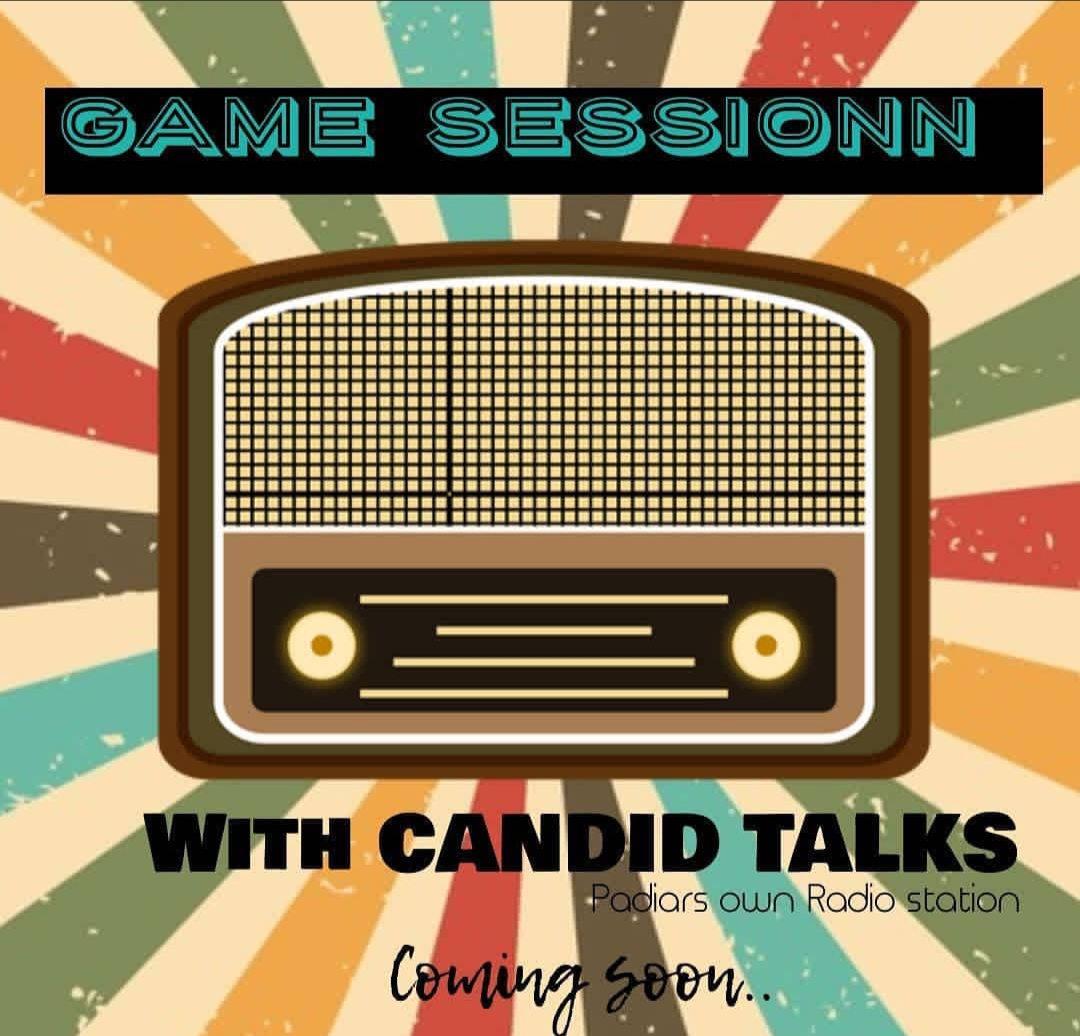 GAME SESSIONN
WITH CANDID TALKS
Padiars own Radio station
Coming soon..